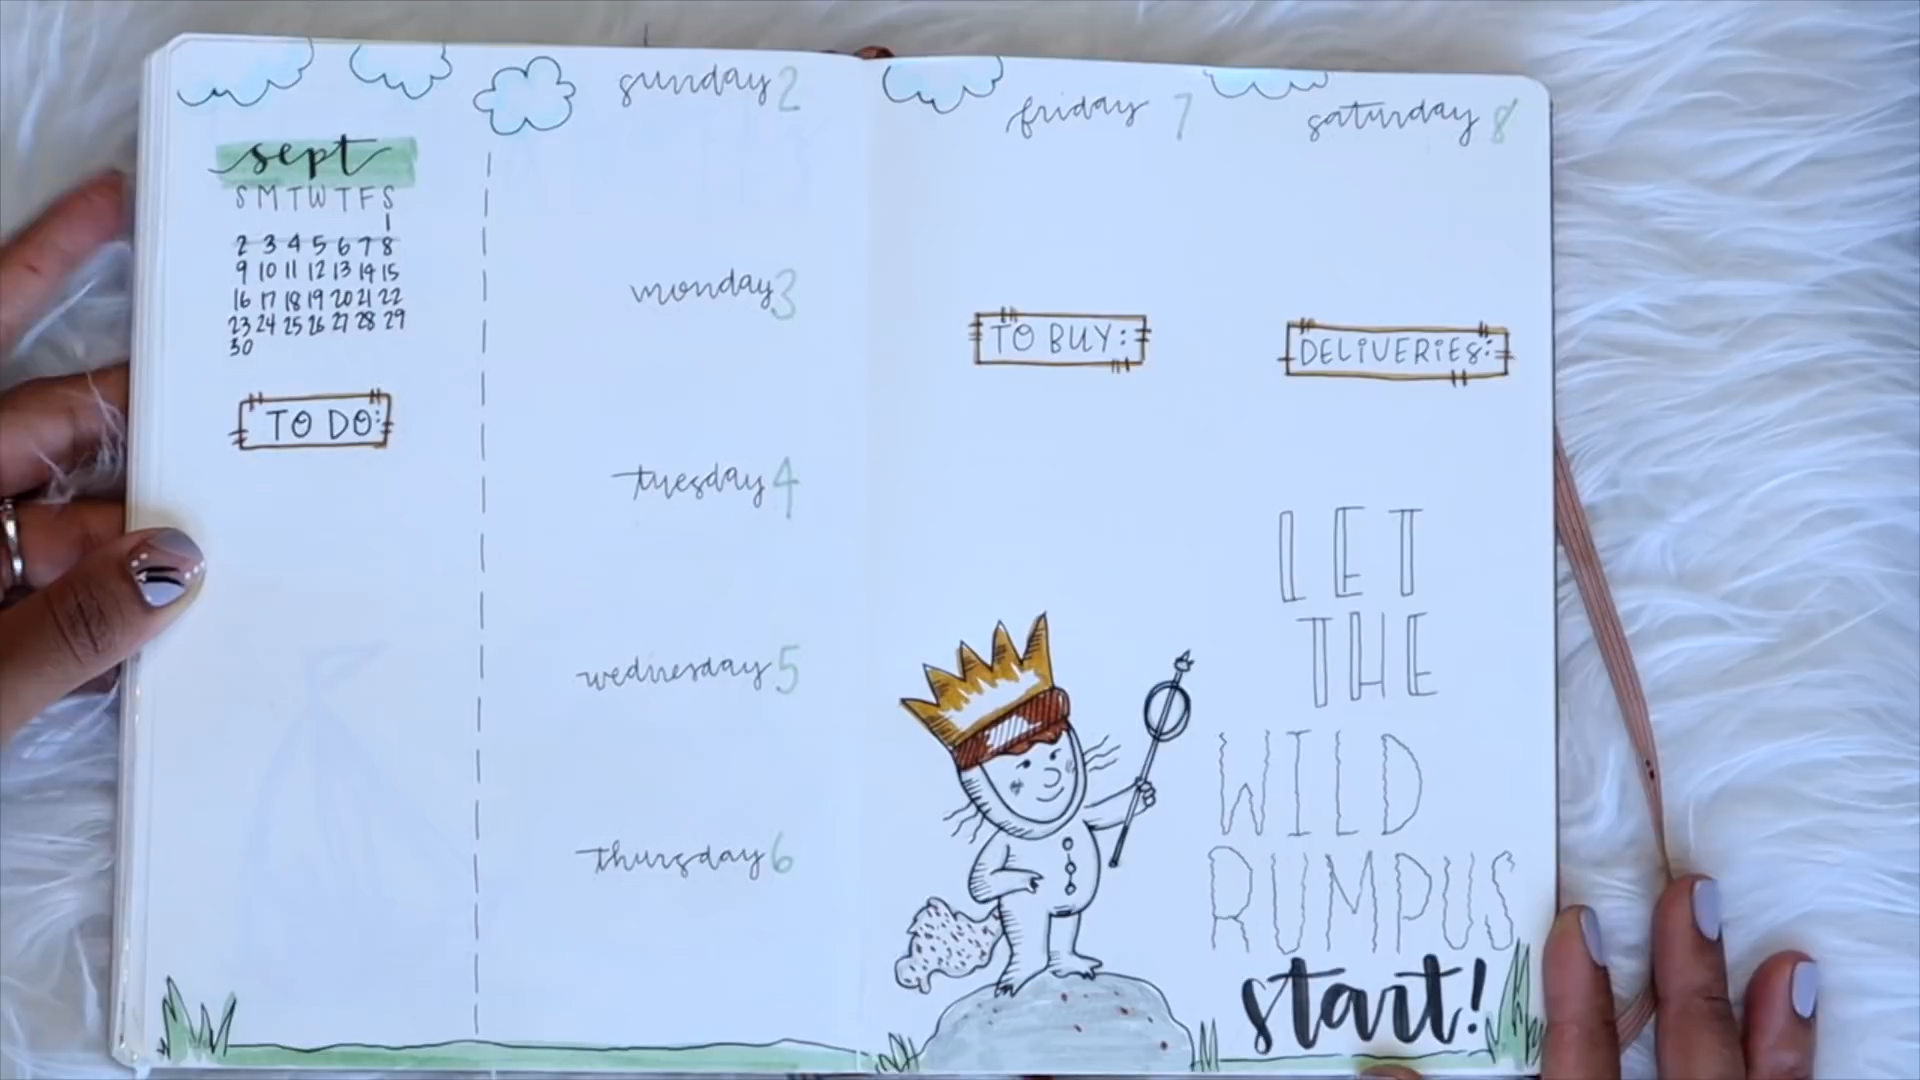 sept
S M T W T F S
1
2 3 4 5 6 7 8
9 10 11 12 13 14 15
16 17 18 19 20 21 22
23 24 25 26 27 28 29
30
TO DO:
sunday 2
monday 3
tuesday 4
wednesday 5
thursday 6
friday 7
saturday 8
TO BUY:
DELIVERIES:
LET
THE
WILD
RUMPUS
start!